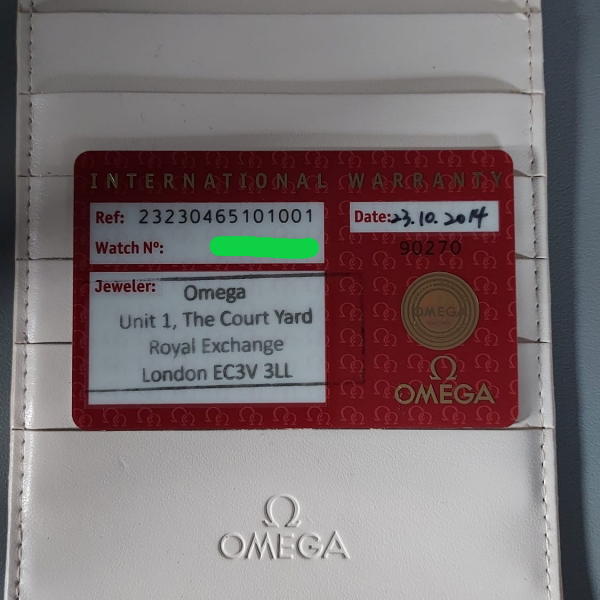 INTERNATIONAL WARRANTY
Ref: 23230465101001
Date: 23.10.2014
Watch Nº:
90270
Jeweler:
Omega
Unit 1, The Court Yard
Royal Exchange
London EC3V 3LL
OMEGA
Ω
OMEGA
Ω
OMEGA